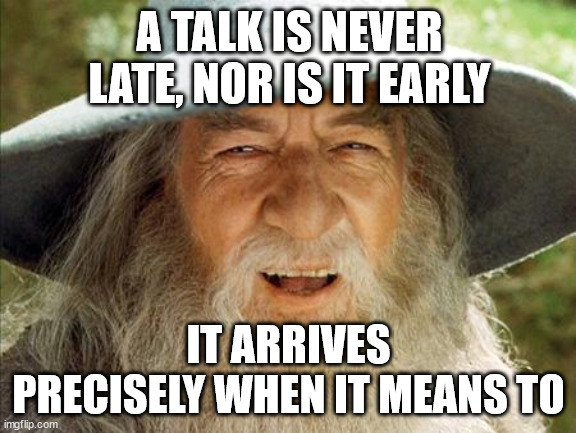 A TALK IS NEVER
LATE, NOR IS IT EARLY
IT ARRIVES
PRECISELY WHEN IT MEANS TO
imgflip.com